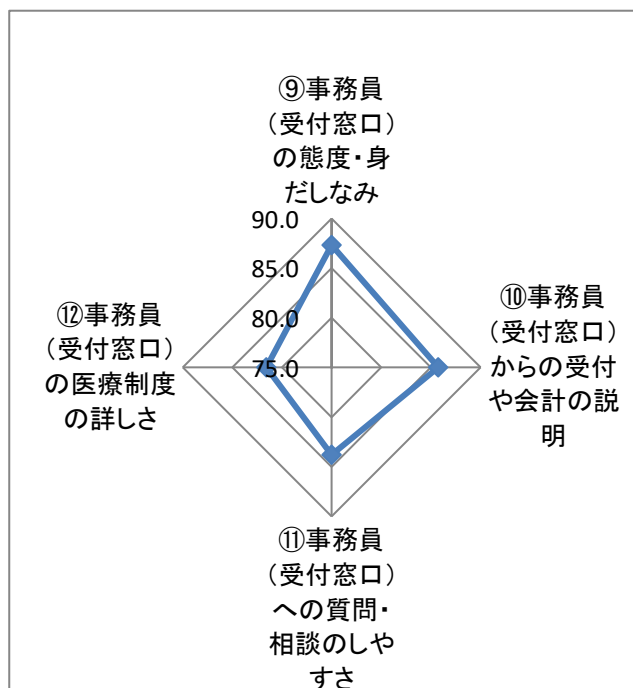 ⑨事務員
（受付窓口）
の態度・身
だしなみ
90.0
85.0
80.0
75.0
⑩事務員
（受付窓口）
からの受付
や会計の説
明
⑪事務員
（受付窓口）
への質問・
相談のしや
すさ
⑫事務員
（受付窓口）
の医療制度
の詳しさ